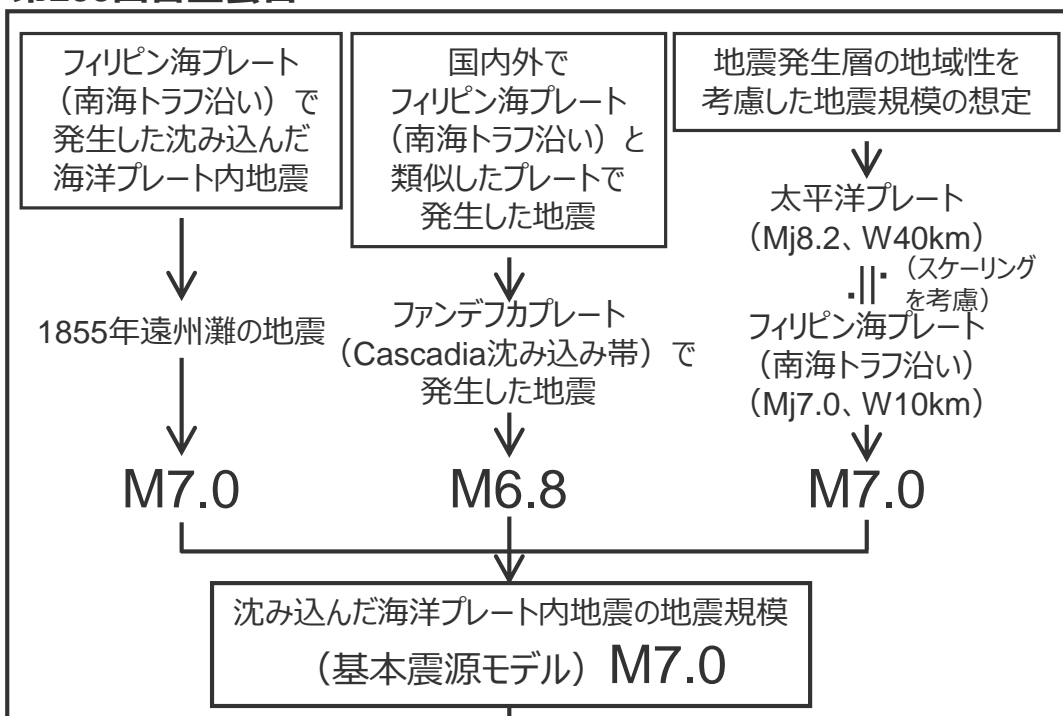 フィリピン海プレート
（南海トラフ沿い）で
発生した沈み込んだ
海洋プレート内地震
国内外で
フィリピン海プレート
（南海トラフ沿い）と
類似したプレートで
発生した地震
地震発生層の地域性を
考慮した地震規模の想定
1855年遠州灘の地震
ファンデフカプレート
（Cascadia沈み込み帯）で
発生した地震
太平洋プレート
（Mj8.2、W40km）
（スケーリング
を考慮）
フィリピン海プレート
（南海トラフ沿い）
（Mj7.0、W10km）
M7.0
M6.8
M7.0
沈み込んだ海洋プレート内地震の地震規模
（基本震源モデル）M7.0